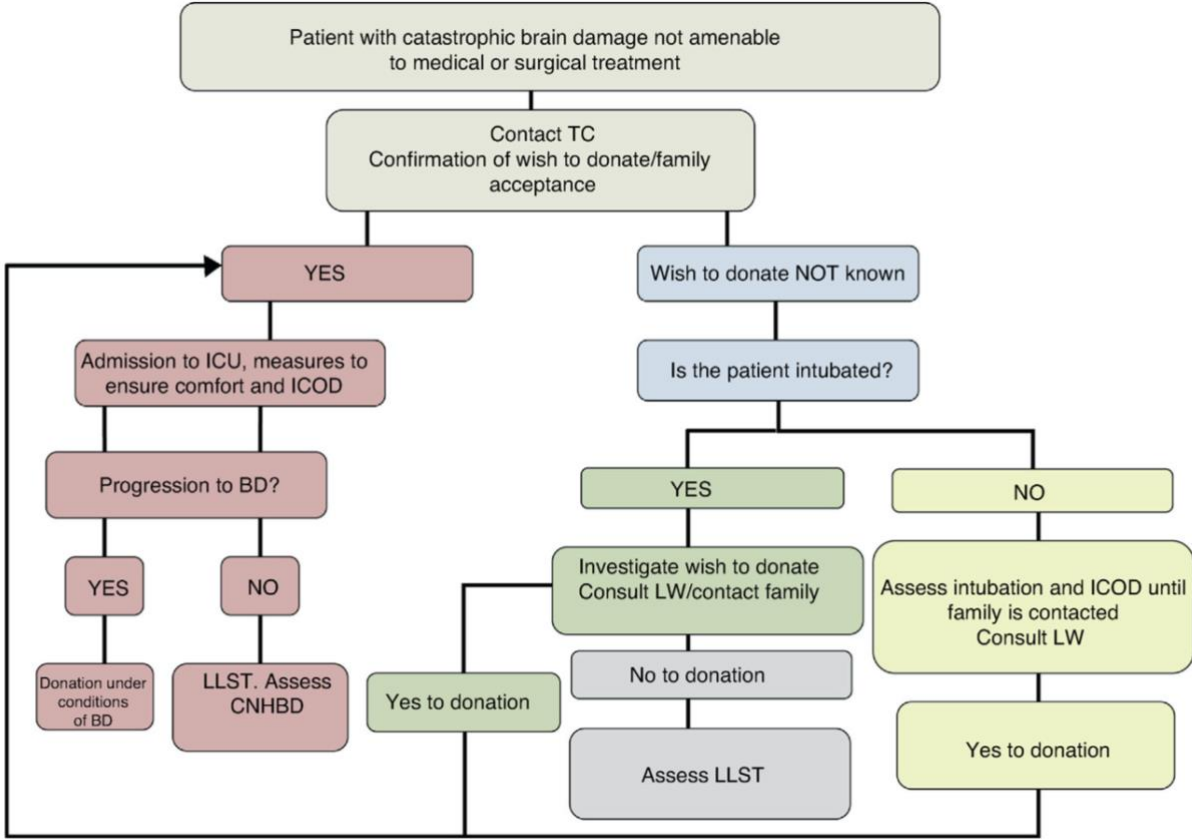 Patient with catastrophic brain damage not amenable
to medical or surgical treatment
Contact TC
Confirmation of wish to donate/family
acceptance
YES
Wish to donate NOT known
Admission to ICU, measures to
ensure comfort and ICOD
Is the patient intubated?
Progression to BD?
YES
NO
YES
NO
Donation under
conditions
of BD
LLST. Assess
CNHBD
Investigate wish to donate
Consult LW/contact family
Assess intubation and ICOD until
family is contacted
Consult LW
Yes to donation
No to donation
Assess LLST
Yes to donation